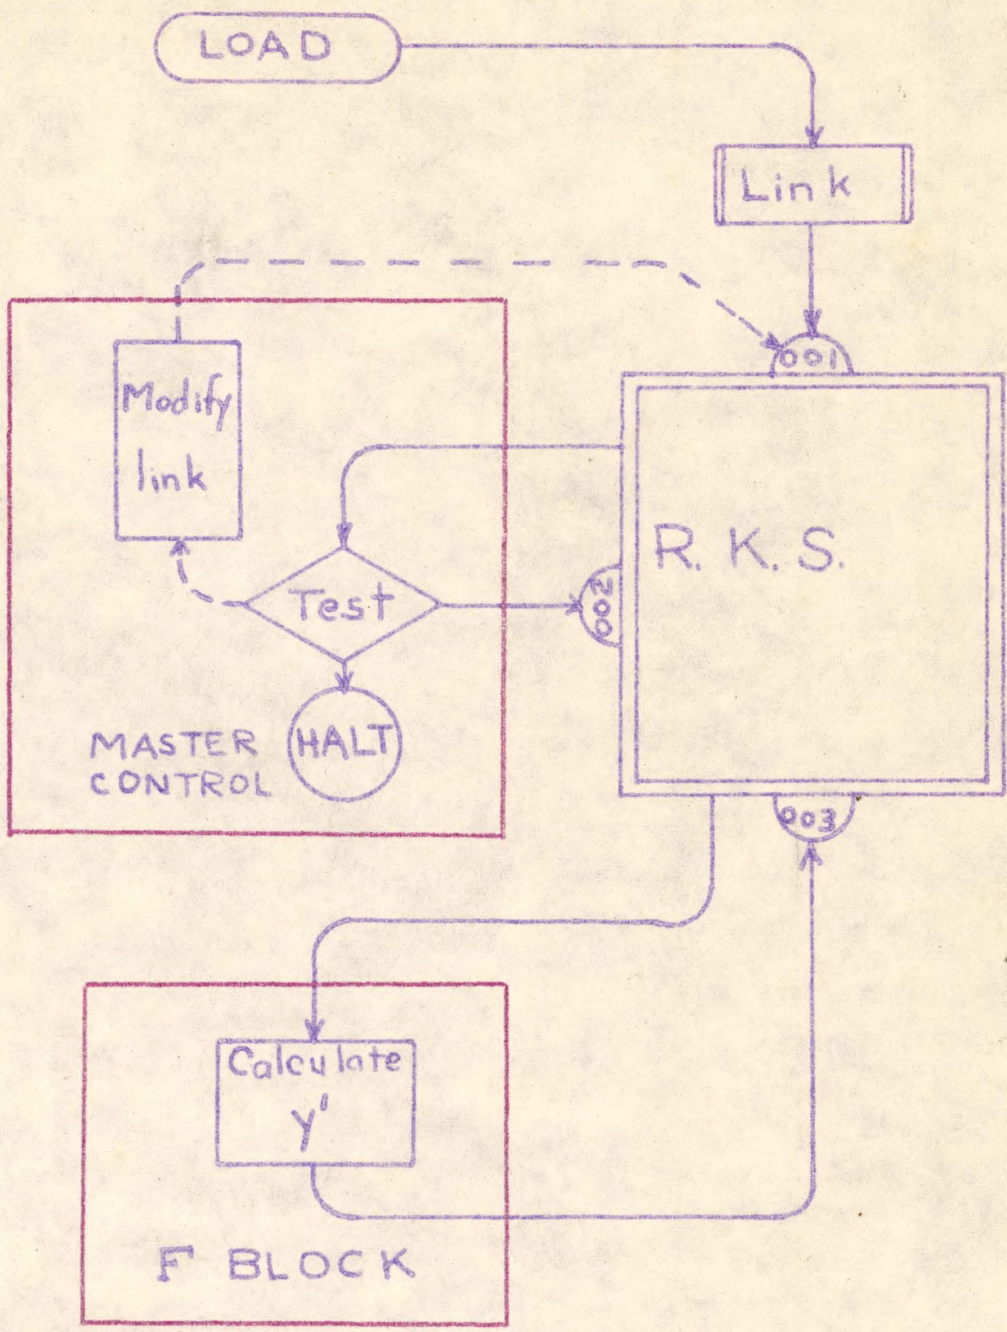 LOAD
Link
001
Modify
link
R. K. S.
Test
002
HALT
MASTER
CONTROL
003
Calculate
y'
F BLOCK